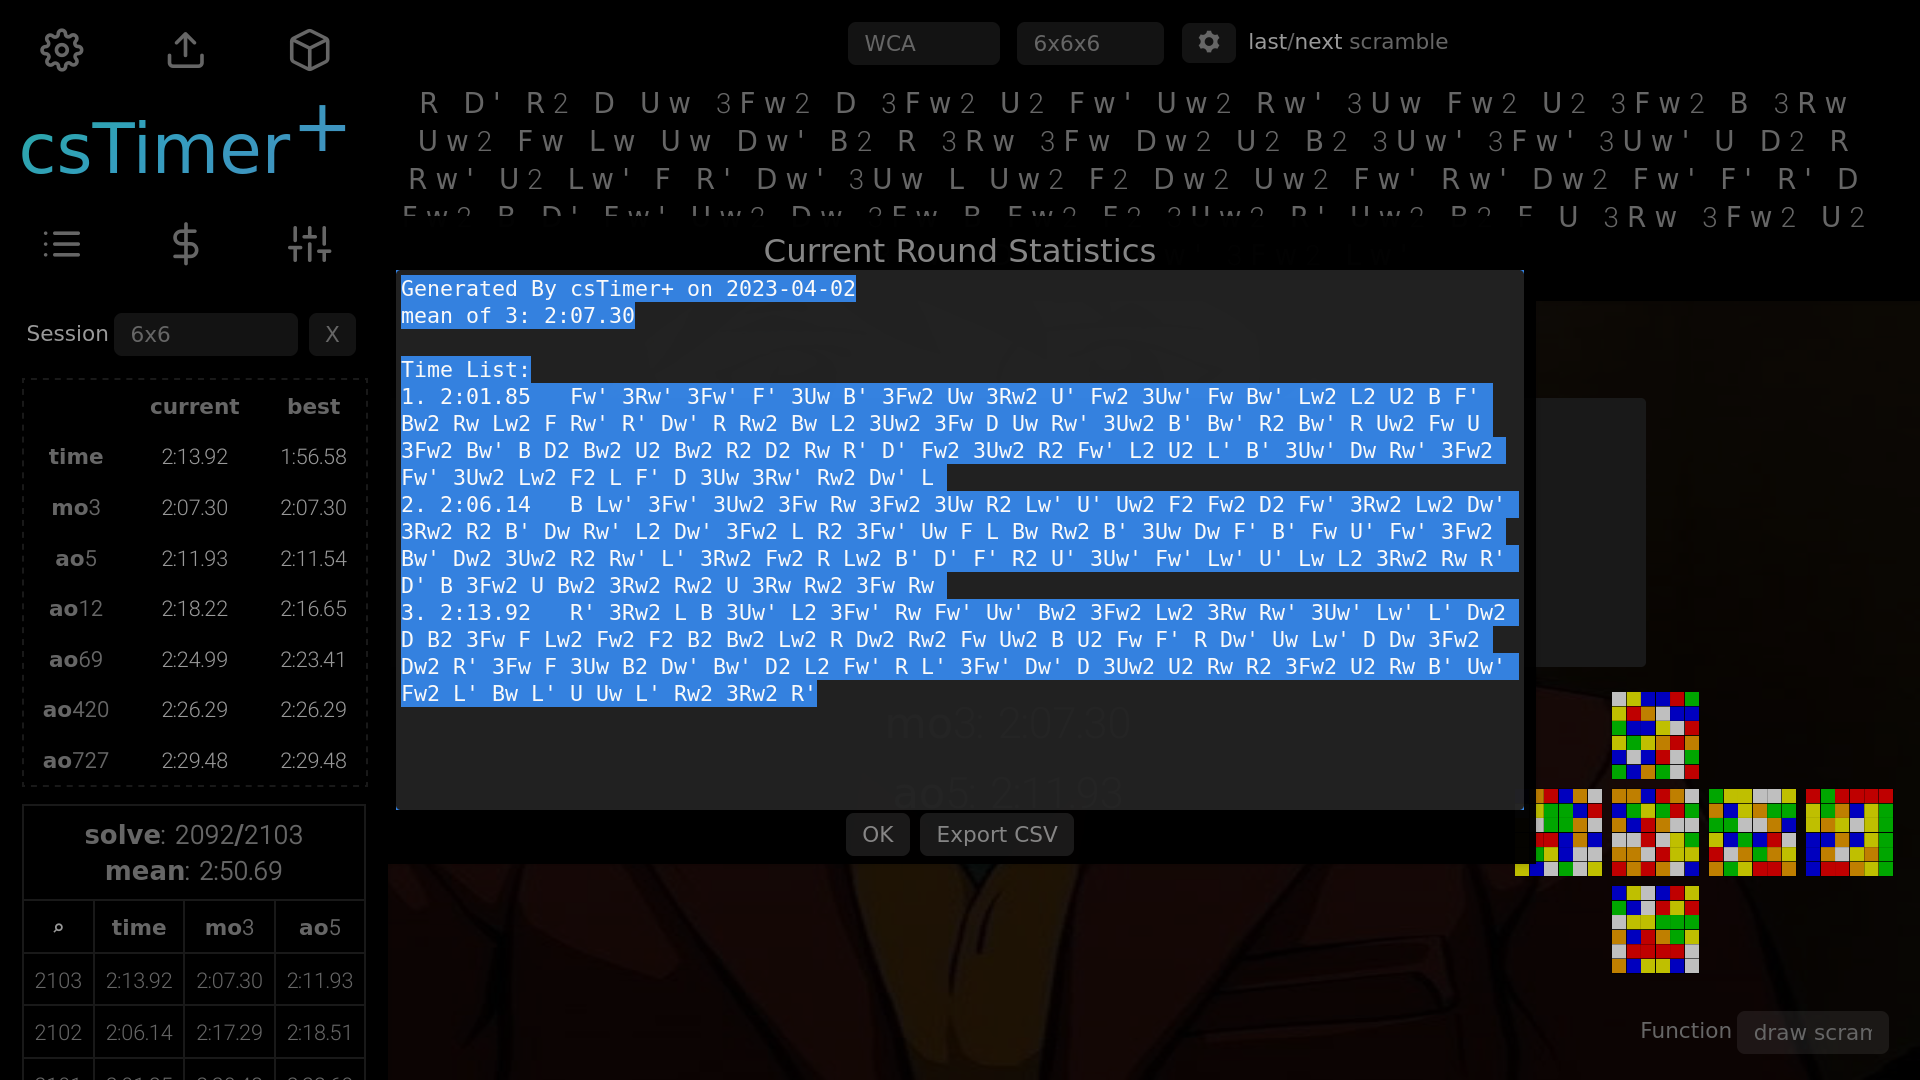 WCA 6x6x6 last/next scramble
R D' R2 D Uw 3Fw2 D 3Fw2 U2 Fw' Uw2 Rw' 3Uw Fw2 U2 3Fw2 B 3Rw
Uw2 Fw Lw Uw Dw' B2 R 3Rw 3Fw Dw2 U2 B2 3Uw' 3Fw' 3Uw' U D2 R
Rw' U2 Lw' F R' Dw' 3Uw L Uw2 F2 Dw2 Uw2 Fw' Rw' Dw2 Fw' F' R' D
U 3Rw 3Fw2 U2
csTimer+
Session 6x6 X
current best
time 2:13.92 1:56.58
mo3 2:07.30 2:07.30
ao5 2:11.93 2:11.54
ao12 2:18.22 2:16.65
ao69 2:24.99 2:23.41
ao420 2:26.29 2:26.29
ao727 2:29.48 2:29.48
solve: 2092/2103
mean: 2:50.69
time mo3 ao5
2103 2:13.92 2:07.30 2:11.93
2102 2:06.14 2:17.29 2:18.51
Current Round Statistics
Generated By csTimer+ on 2023-04-02
mean of 3: 2:07.30
Time List:
1. 2:01.85 Fw' 3Rw' 3Fw' F' 3Uw B' 3Fw2 Uw 3Rw2 U' Fw2 3Uw' Fw Bw' Lw2 L2 U2 B F'
Bw2 Rw Lw2 F Rw' R' Dw' R Rw2 Bw L2 3Uw2 3Fw D Uw Rw' 3Uw2 B' Bw' R2 Bw' R Uw2 Fw U
3Fw2 Bw' B D2 Bw2 U2 Bw2 R2 D2 Rw R' D' Fw2 3Uw2 R2 Fw' L2 U2 L' B' 3Uw' Dw Rw' 3Fw2
Fw' 3Uw2 Lw2 F2 L F' D 3Uw 3Rw' Rw2 Dw' L
2. 2:06.14 B Lw' 3Fw' 3Uw2 3Fw Rw 3Fw2 3Uw R2 Lw' U' Uw2 F2 Fw2 D2 Fw' 3Rw2 Lw2 Dw'
3Rw2 R2 B' Dw Rw' L2 Dw' 3Fw2 L R2 3Fw' Uw F L Bw Rw2 B' 3Uw Dw F' B' Fw U' Fw' 3Fw2
Bw' Dw2 3Uw2 R2 Rw' L' 3Rw2 Fw2 R Lw2 B' D' F' R2 U' 3Uw' Fw' Lw' U' Lw L2 3Rw2 Rw R'
D' B 3Fw2 U Bw2 3Rw2 Rw2 U 3Rw Rw2 3Fw Rw
3. 2:13.92 R' 3Rw2 L B 3Uw' L2 3Fw' Rw Fw' Uw' Bw2 3Fw2 Lw2 3Rw Rw' 3Uw' Lw' L' Dw2
D B2 3Fw F Lw2 Fw2 F2 B2 Bw2 Lw2 R Dw2 Rw2 Fw Uw2 B U2 Fw F' R Dw' Uw Lw' D Dw 3Fw2
Dw2 R' 3Fw F 3Uw B2 Dw' Bw' D2 L2 Fw' R L' 3Fw' Dw' D 3Uw2 U2 Rw R2 3Fw2 U2 Rw B' Uw'
Fw2 L' Bw L' U Uw L' Rw2 3Rw2 R'
mo3: 2:07.30
ao5: 2:11.93
OK Export CSV
Function draw scram